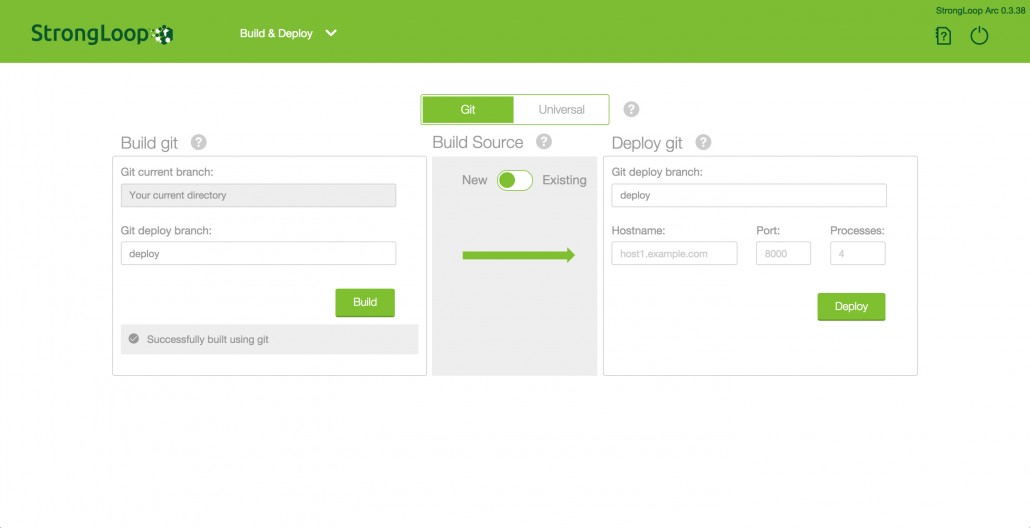 StrongLoop Arc 0.3.38
StrongLoop
Build & Deploy
Git Universal ?
Build git ?
Build Source ?
Deploy git ?
Git current branch:
Your current directory
Git deploy branch:
deploy
Build
Successfully built using git
New Existing
Git deploy branch:
deploy
Hostname: Port: Processes:
host1.example.com 8000 4
Deploy